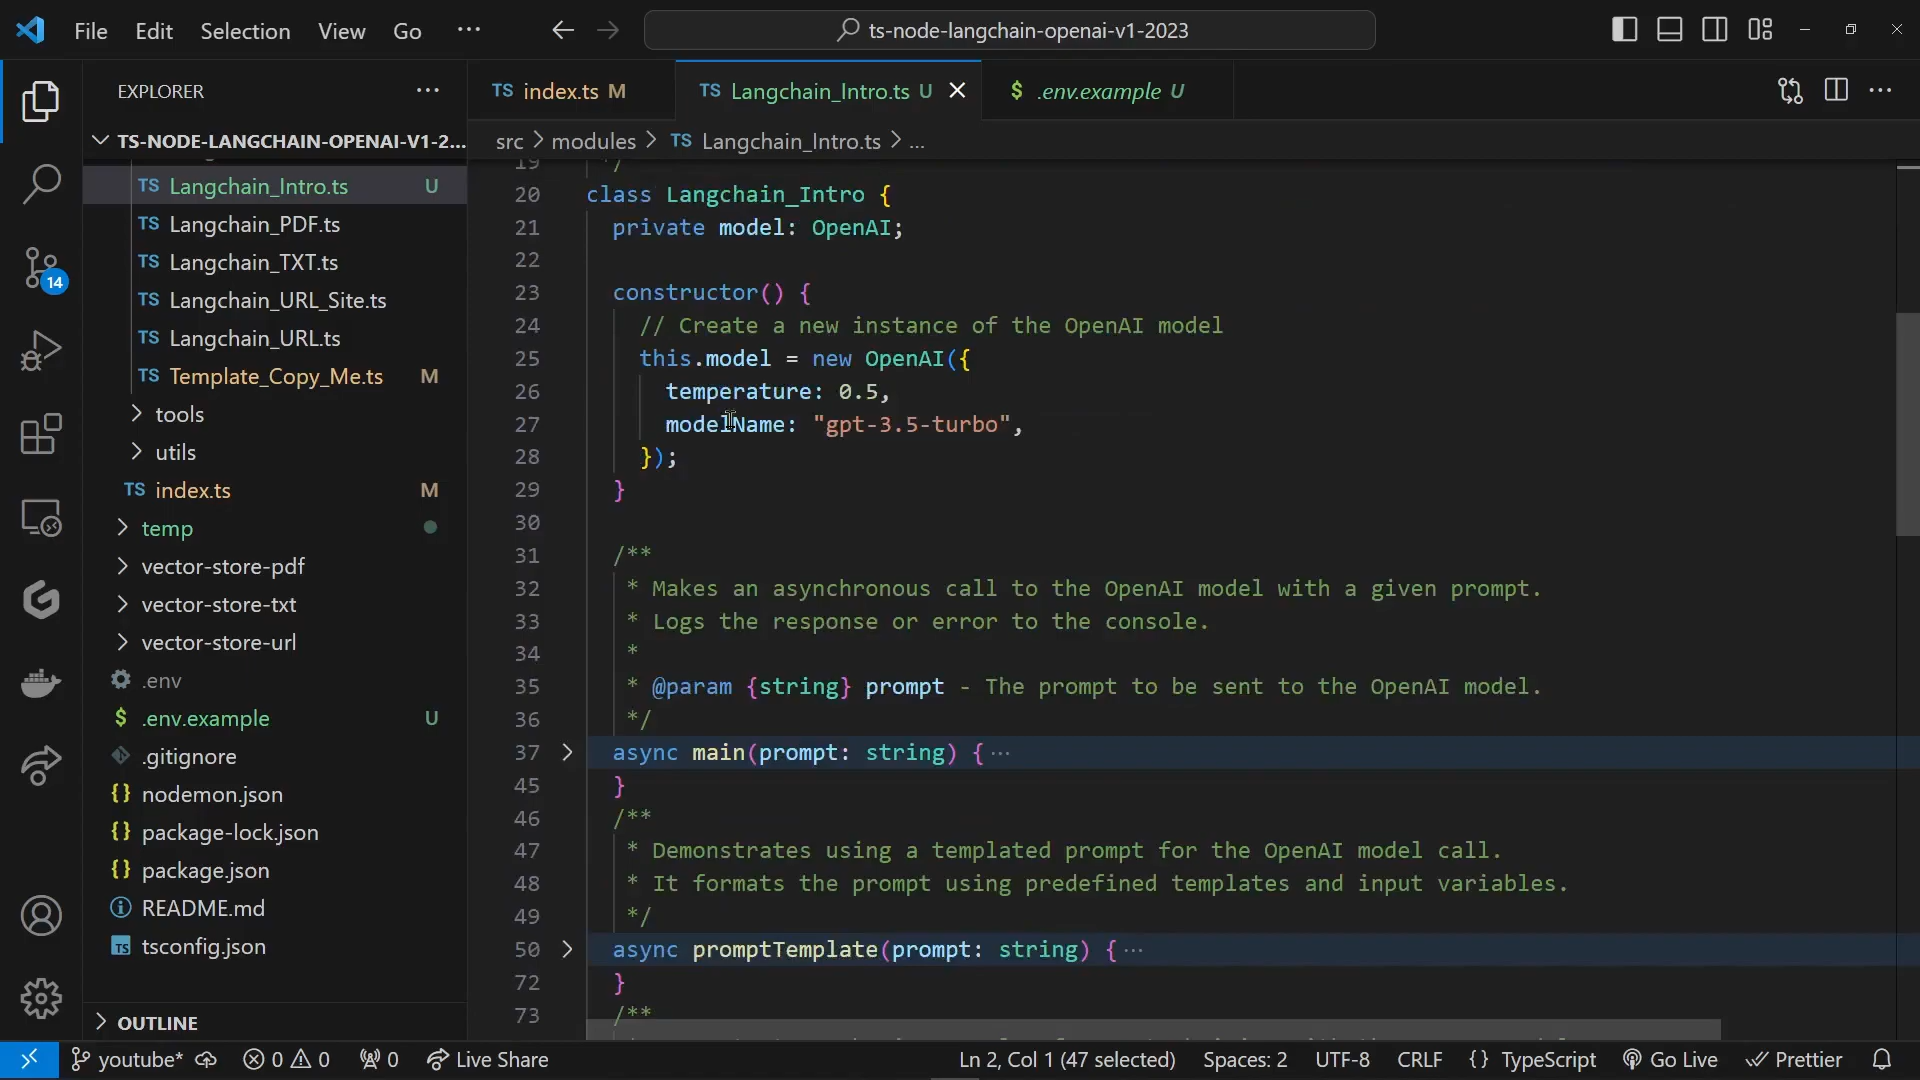 File Edit Selection View Go ··· ts-node-langchain-openai-v1-2023
EXPLORER ···
TS-NODE-LANGCHAIN-OPENAI-V1-2...
TS Langchain_Intro.ts U
TS Langchain_PDF.ts
TS Langchain_TXT.ts
TS Langchain_URL_Site.ts
TS Langchain_URL.ts
TS Template_Copy_Me.ts M
tools
utils
TS index.ts M
temp
vector-store-pdf
vector-store-txt
vector-store-url
.env
$ .env.example U
.gitignore
{} nodemon.json
{} package-lock.json
{} package.json
README.md
TS tsconfig.json
OUTLINE
14
TS index.ts M TS Langchain_Intro.ts U $ .env.example U
src > modules > TS Langchain_Intro.ts > ...
19 */
20 class Langchain_Intro {
21 private model: OpenAI;
22
23 constructor() {
24 // Create a new instance of the OpenAI model
25 this.model = new OpenAI({
26 temperature: 0.5,
27 modelName: "gpt-3.5-turbo",
28 });
29 }
30
31 /**
32 * Makes an asynchronous call to the OpenAI model with a given prompt.
33 * Logs the response or error to the console.
34 *
35 * @param {string} prompt - The prompt to be sent to the OpenAI model.
36 */
37 async main(prompt: string) { ···
45 }
46 /**
47 * Demonstrates using a templated prompt for the OpenAI model call.
48 * It formats the prompt using predefined templates and input variables.
49 */
50 async promptTemplate(prompt: string) { ···
72 }
73 /**
youtube* 0 0 0 Live Share Ln 2, Col 1 (47 selected) Spaces: 2 UTF-8 CRLF {} TypeScript Go Live Prettier